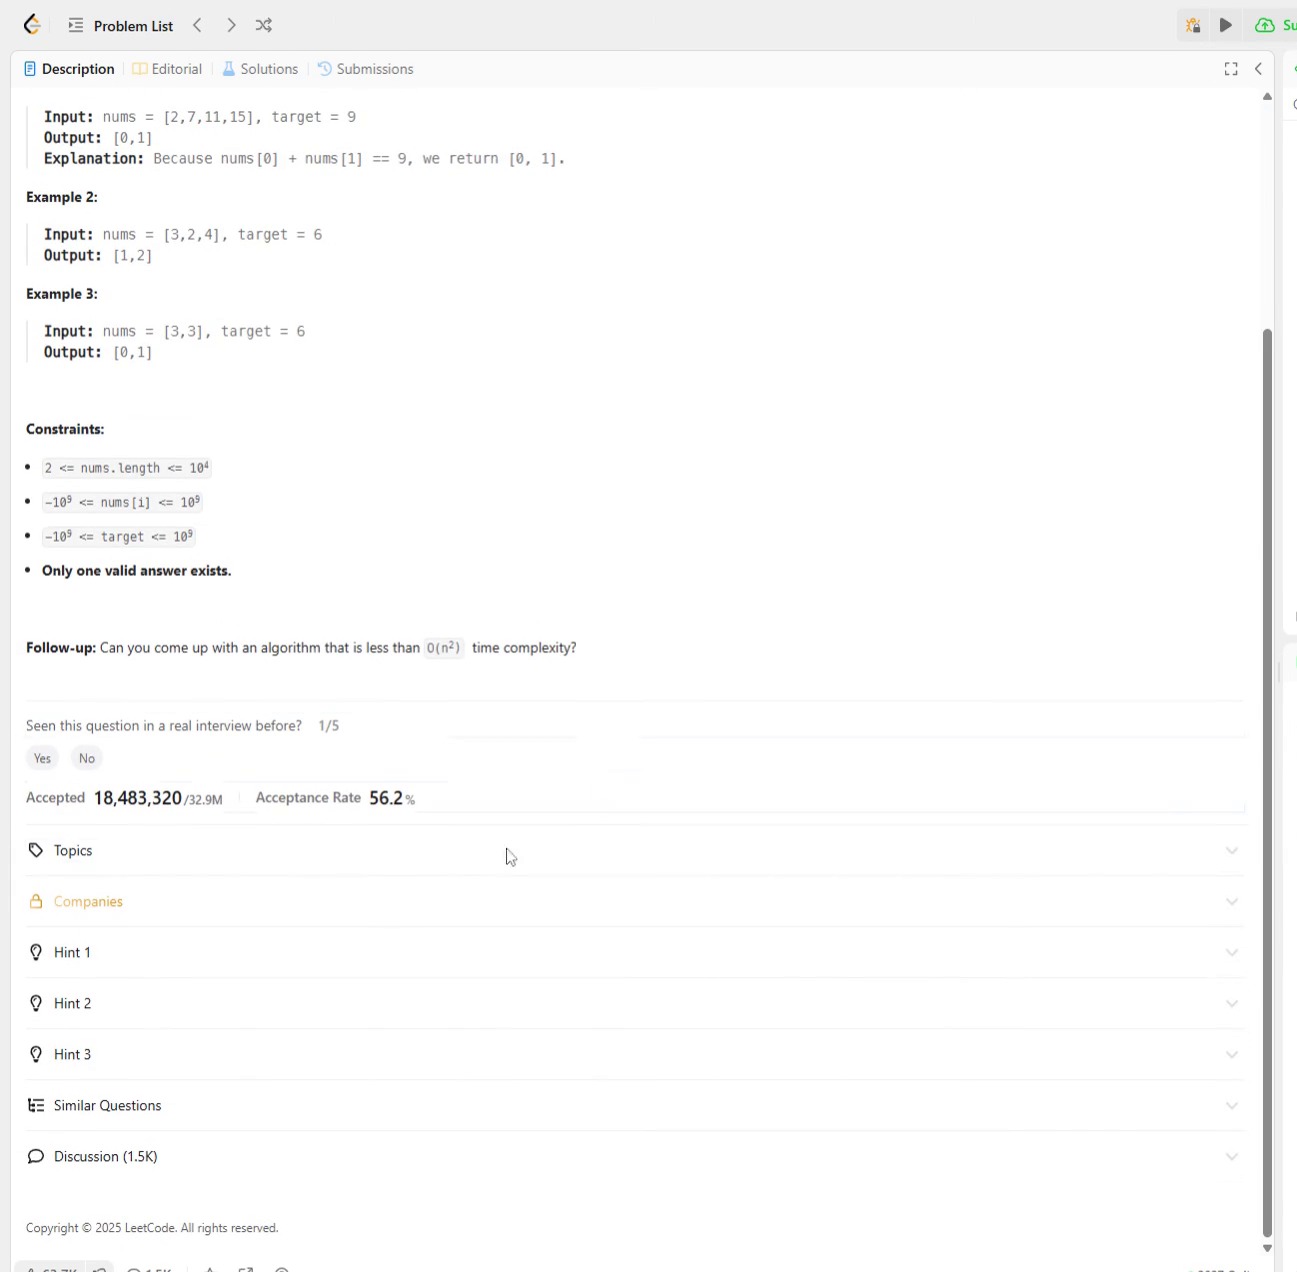 Problem List
Su
Description Editorial Solutions Submissions
Input: nums = [2,7,11,15], target = 9
Output: [0,1]
Explanation: Because nums[0] + nums[1] == 9, we return [0, 1].
Example 2:
Input: nums = [3,2,4], target = 6
Output: [1,2]
Example 3:
Input: nums = [3,3], target = 6
Output: [0,1]
Constraints:
2 <= nums.length <= 10⁴
-10⁹ <= nums[i] <= 10⁹
-10⁹ <= target <= 10⁹
Only one valid answer exists.
Follow-up: Can you come up with an algorithm that is less than O(n²) time complexity?
Seen this question in a real interview before? 1/5
Yes No
Accepted 18,483,320/32.9M Acceptance Rate 56.2%
Topics
Companies
Hint 1
Hint 2
Hint 3
Similar Questions
Discussion (1.5K)
Copyright © 2025 LeetCode. All rights reserved.